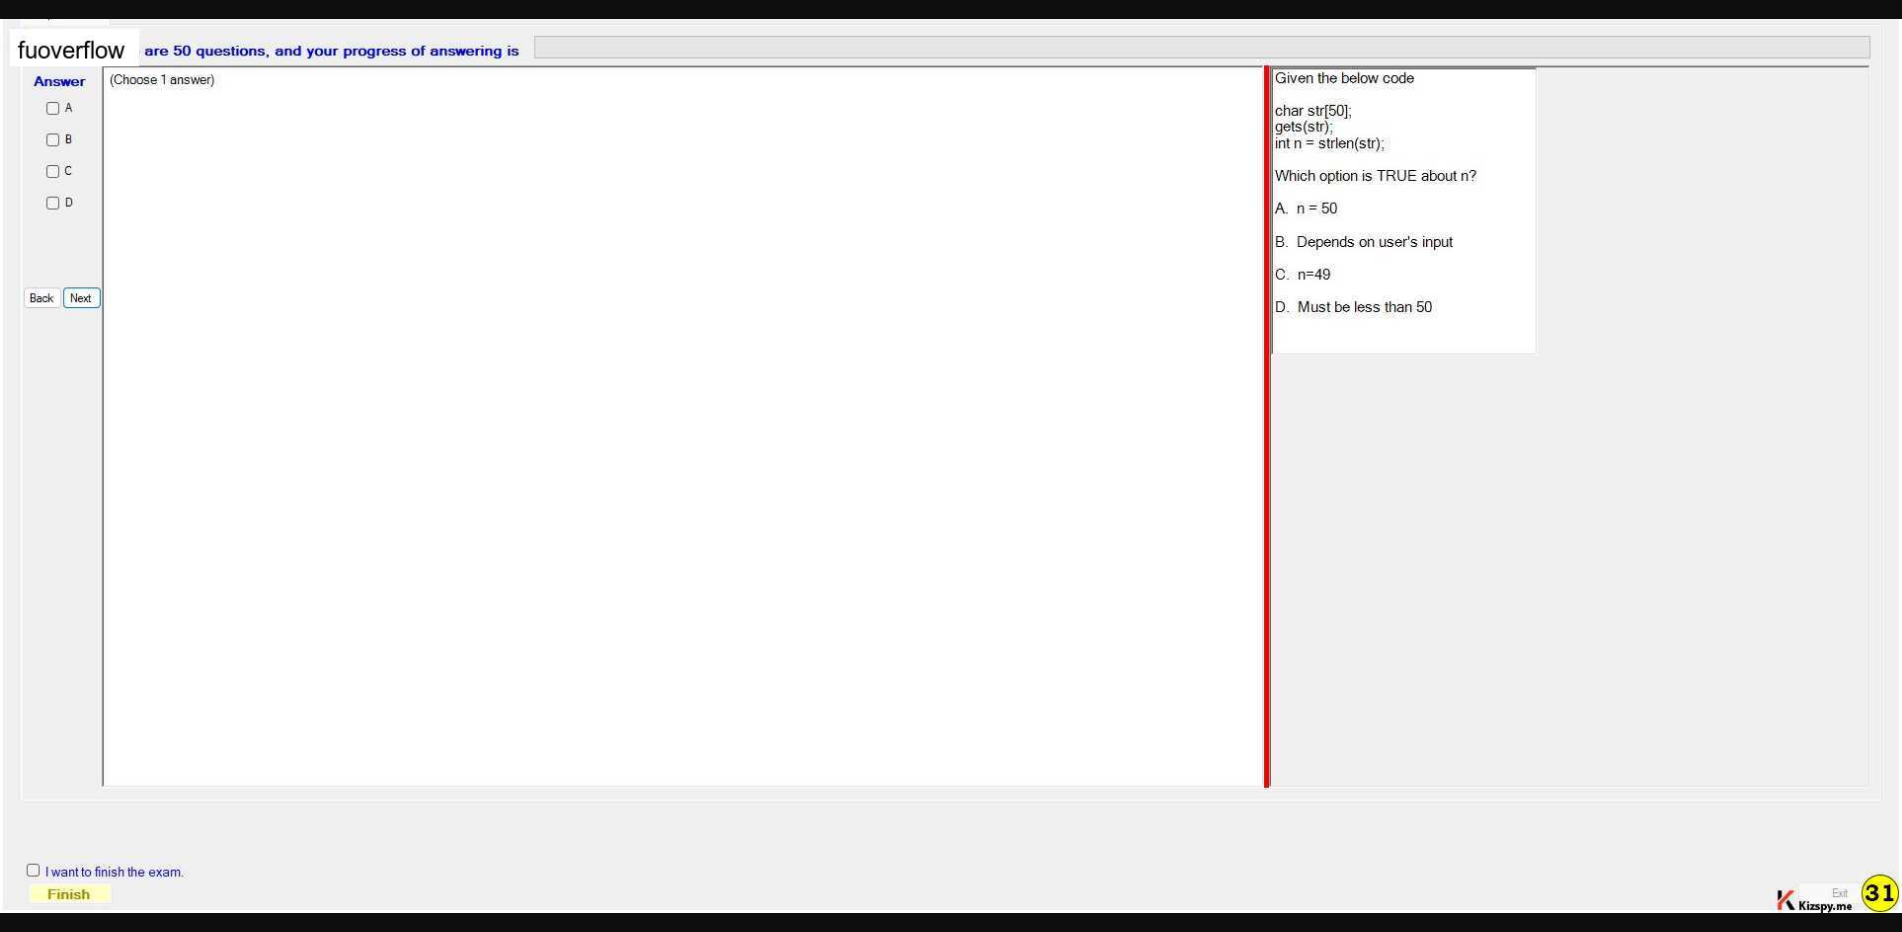 fuoverflow are 50 questions, and your progress of answering is
Answer
(Choose 1 answer)
A
B
C
D
Back Next
Given the below code
char str[50];
gets(str);
int n = strlen(str);
Which option is TRUE about n?
A. n = 50
B. Depends on user's input
C. n=49
D. Must be less than 50
I want to finish the exam.
Finish
Exit
Kizspy.me
31